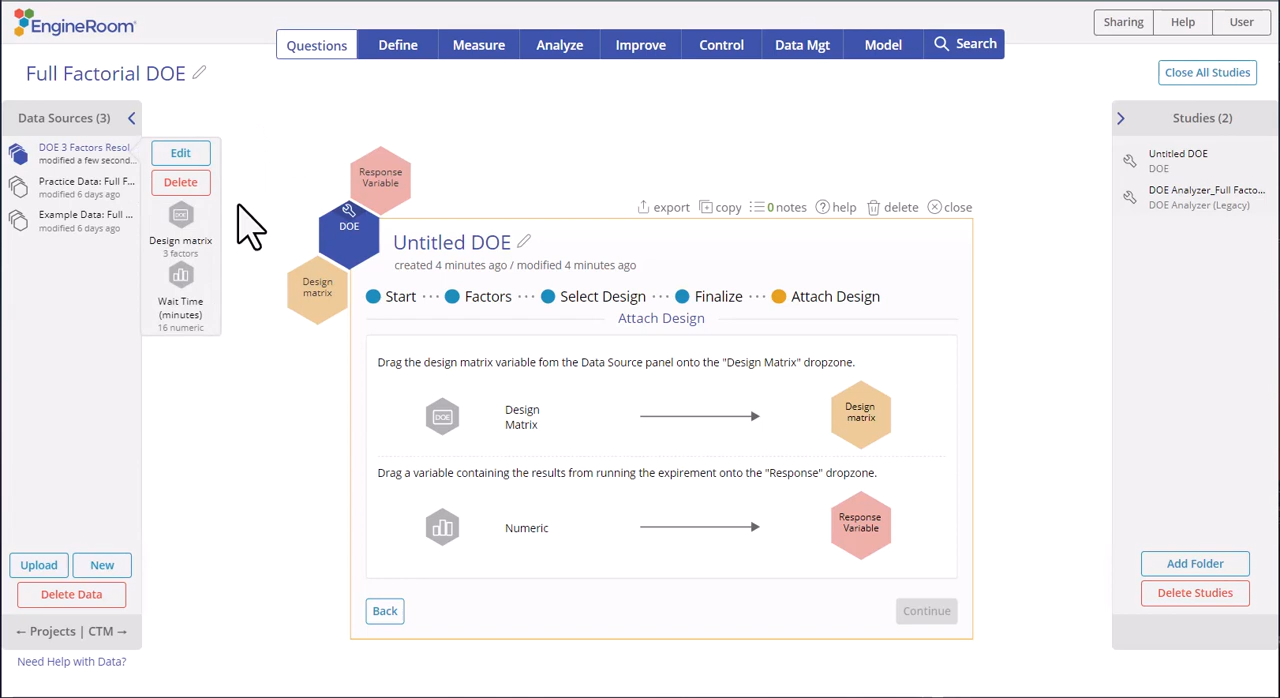 EngineRoom
Sharing Help User
Questions Define Measure Analyze Improve Control Data Mgt Model Search
Full Factorial DOE
Close All Studies
Data Sources (3)
DOE 3 Factors Resol
modified a few second...
Practice Data: Full F...
modified 6 days ago
Example Data: Full ...
modified 6 days ago
Edit
Delete
DOE
Design matrix
3 factors
Wait Time
(minutes)
16 numeric
Upload New
Delete Data
← Projects | CTM →
Need Help with Data?
Response
Variable
DOE
Design
matrix
export copy 0 notes help delete close
Untitled DOE
created 4 minutes ago / modified 4 minutes ago
Start ··· Factors ··· Select Design ··· Finalize ··· Attach Design
Attach Design
Drag the design matrix variable fom the Data Source panel onto the "Design Matrix" dropzone.
DOE
Design
Matrix
Design
matrix
Drag a variable containing the results from running the expirement onto the "Response" dropzone.
Numeric
Response
Variable
Back Continue
Studies (2)
Untitled DOE
DOE
DOE Analyzer_Full Facto...
DOE Analyzer (Legacy)
Add Folder
Delete Studies